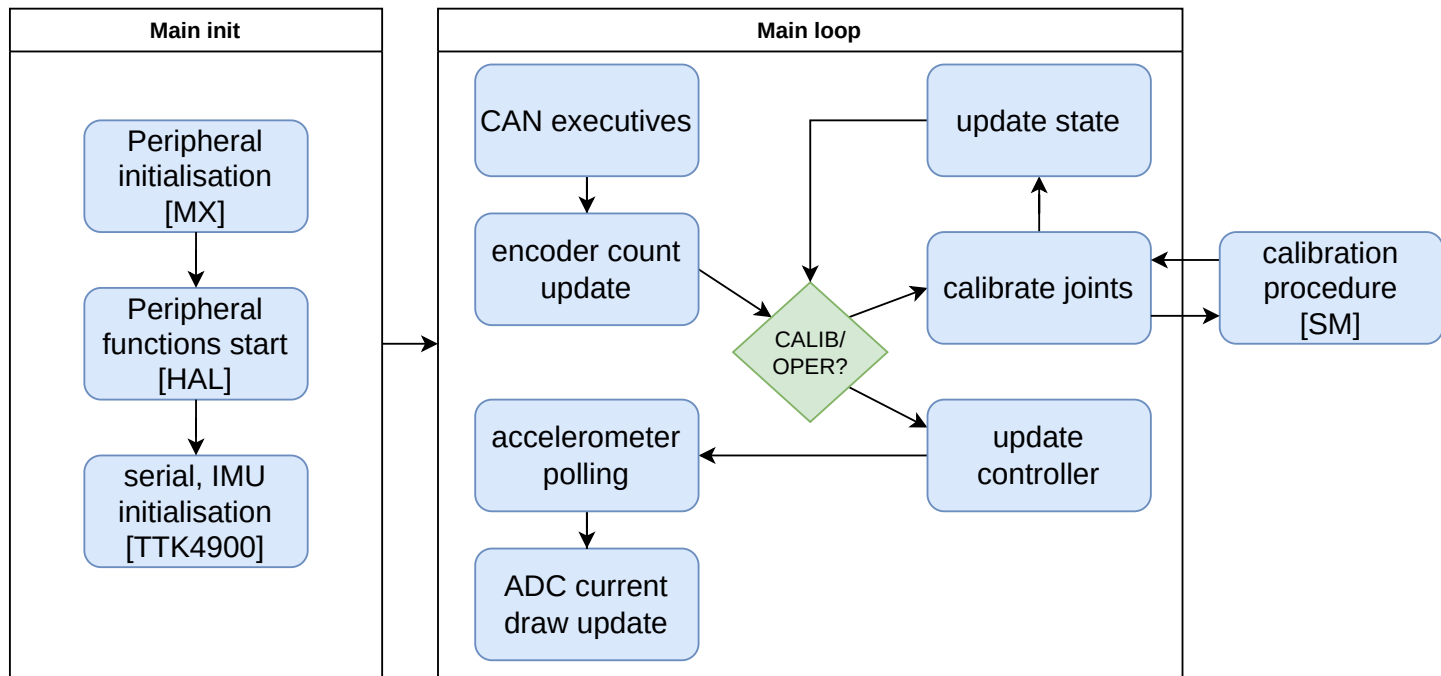 Main init
Peripheral
initialisation
[MX]
Peripheral
functions start
[HAL]
serial, IMU
initialisation
[TTK4900]
Main loop
CAN executives
encoder count
update
CALIB/
OPER?
update state
calibrate joints
calibration
procedure
[SM]
update
controller
accelerometer
polling
ADC current
draw update